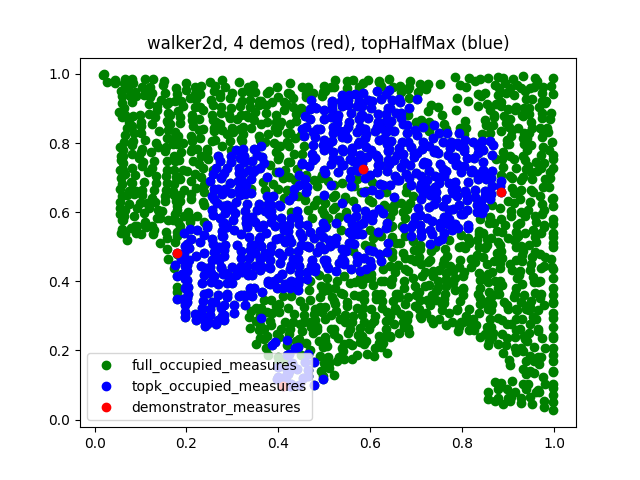 walker2d, 4 demos (red), topHalfMax (blue)
1.0
0.8
0.6
0.4
0.2
0.0
full_occupied_measures
topk_occupied_measures
demonstrator_measures
0.0 0.2 0.4 0.6 0.8 1.0